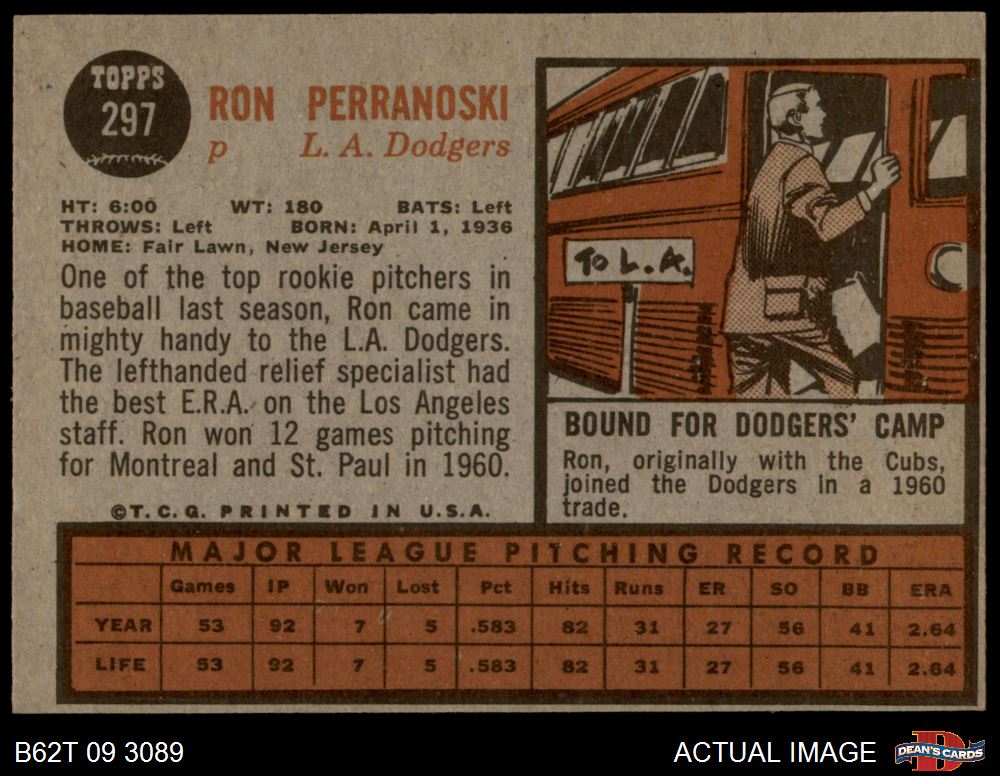 TOPPS
297
RON PERRANOSKI
p L. A. Dodgers
HT: 6:00 WT: 180 BATS: Left
THROWS: Left BORN: April 1, 1936
HOME: Fair Lawn, New Jersey
One of the top rookie pitchers in
baseball last season, Ron came in
mighty handy to the L.A. Dodgers.
The lefthanded relief specialist had
the best E.R.A. on the Los Angeles
staff. Ron won 12 games pitching
for Montreal and St. Paul in 1960.
©T.C.G. PRINTED IN U.S.A.
To L.A.
BOUND FOR DODGERS' CAMP
Ron, originally with the Cubs,
joined the Dodgers in a 1960
trade.
MAJOR LEAGUE PITCHING RECORD
Games IP Won Lost Pct Hits Runs ER SO BB ERA
YEAR 53 92 7 5 .583 82 31 27 56 41 2.64
LIFE 53 92 7 5 .583 82 31 27 56 41 2.64
B62T 09 3089 ACTUAL IMAGE
D
DEAN'S CARDS